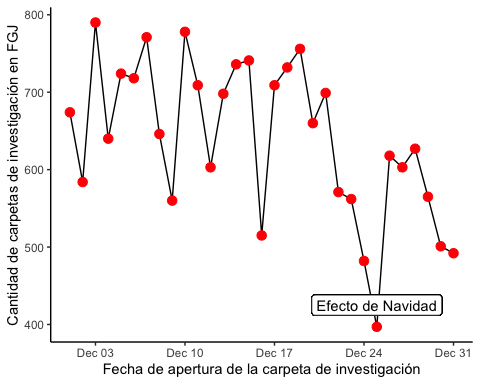 Cantidad de carpetas de investigación en FGJ
800
700
600
500
400
Efecto de Navidad
Dec 03
Dec 10
Dec 17
Dec 24
Dec 31
Fecha de apertura de la carpeta de investigación